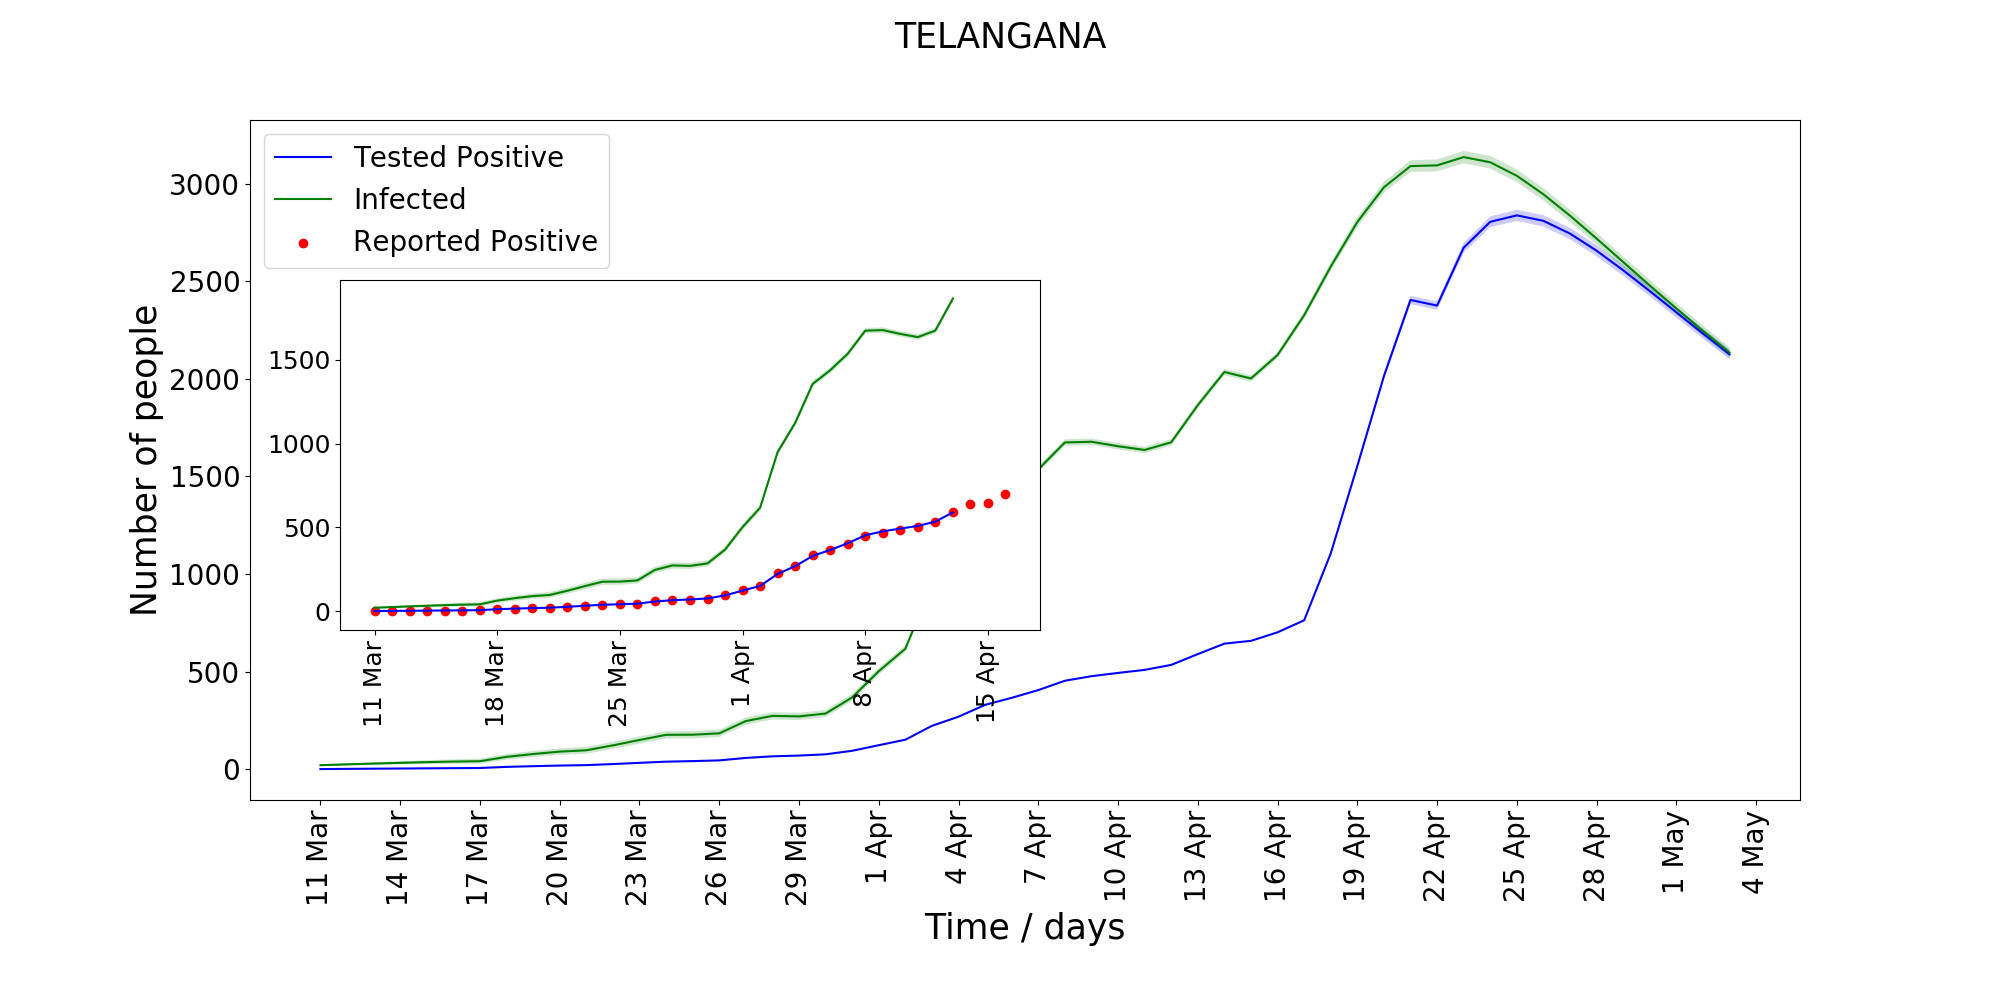 TELANGANA
Tested Positive
Infected
Reported Positive
Number of people
3000
2500
2000
1500
1000
500
0
1500
1000
500
0
11 Mar
18 Mar
25 Mar
1 Apr
8 Apr
15 Apr
11 Mar
14 Mar
17 Mar
20 Mar
23 Mar
26 Mar
29 Mar
1 Apr
4 Apr
7 Apr
10 Apr
13 Apr
16 Apr
19 Apr
22 Apr
25 Apr
28 Apr
1 May
4 May
Time / days